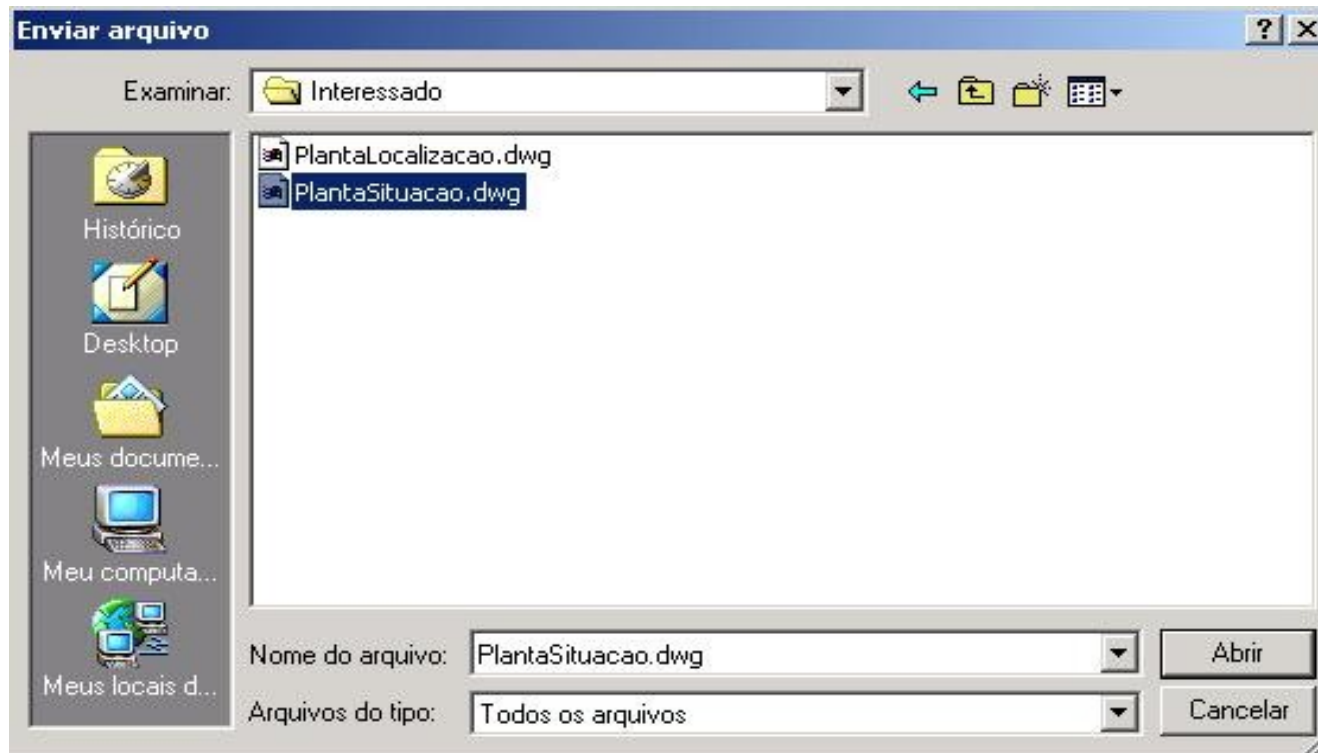 Enviar arquivo
Examinar: Interessado
PlantaLocalizacao.dwg
PlantaSituacao.dwg
Histórico
Desktop
Meus docume...
Meu computa...
Meus locais d...
Nome do arquivo: PlantaSituacao.dwg Abrir
Arquivos do tipo: Todos os arquivos Cancelar